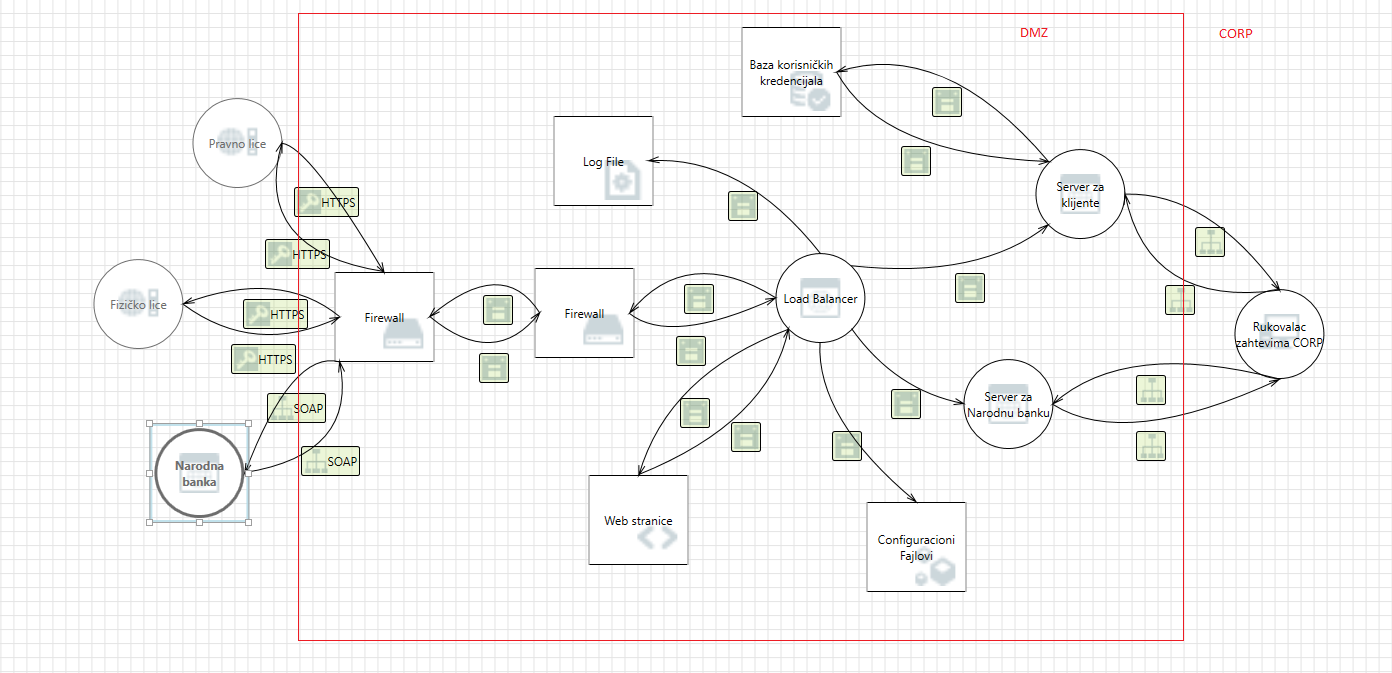 DMZ
CORP
Baza korisničkih
kredencijala
Pravno lice
Log File
Server za
klijente
HTTPS
HTTPS
Fizičko lice
HTTPS
Firewall
Firewall
Load Balancer
Rukovalac
zahtevima CORP
HTTPS
SOAP
Server za
Narodnu banku
SOAP
Narodna
banka
Web stranice
Configuracioni
Fajlovi